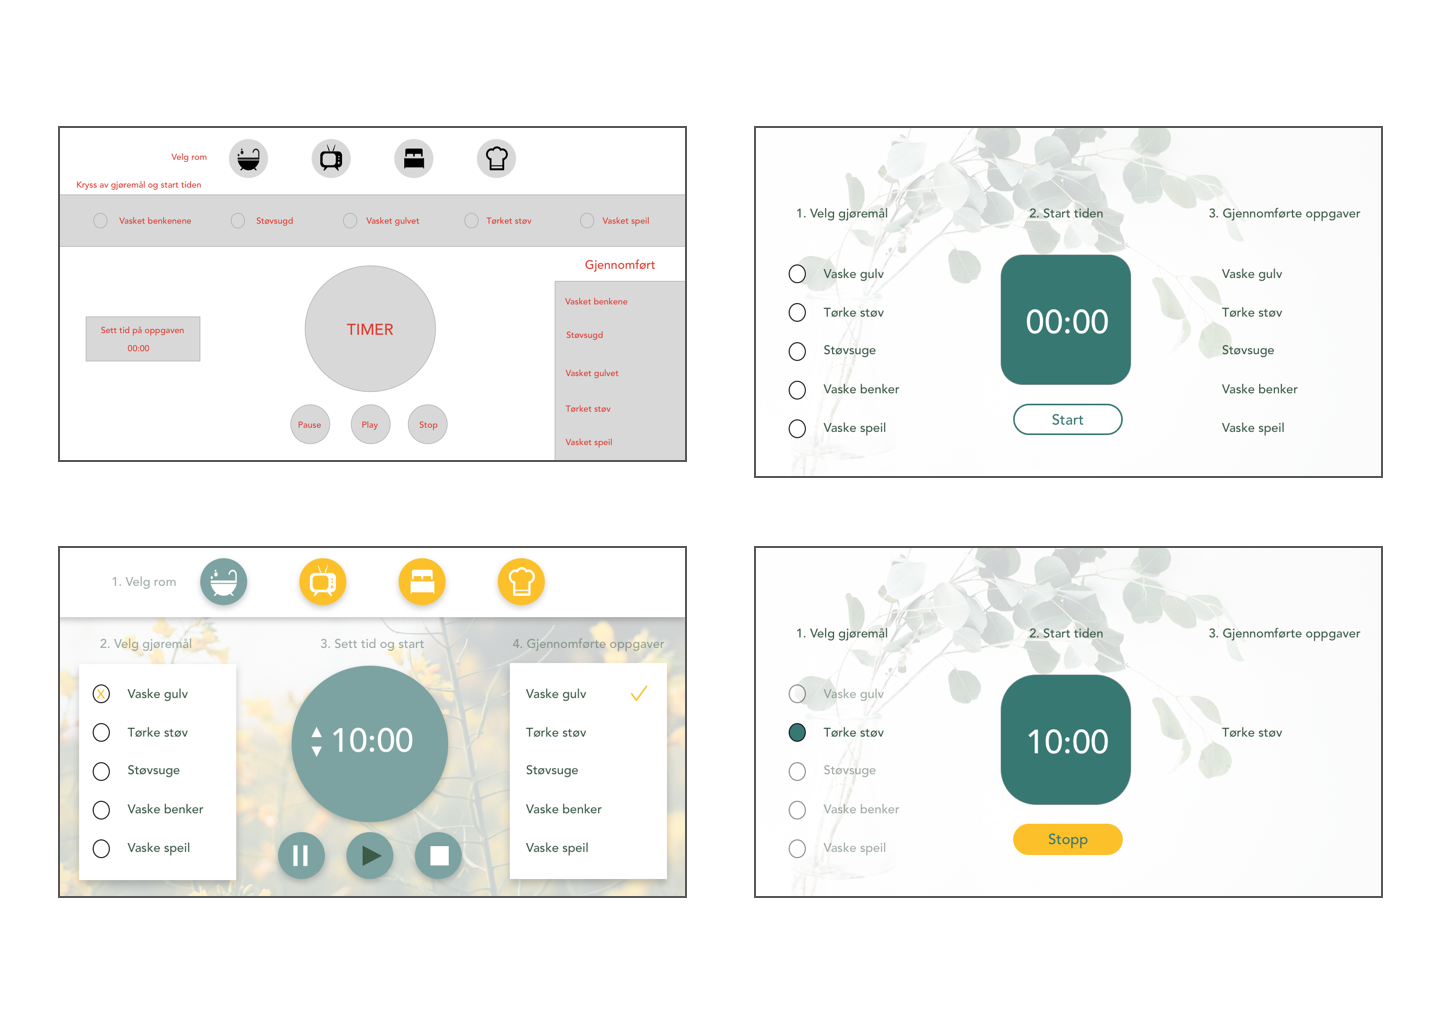 Velg rom
Kryss av gjøremål og start tiden
Vasket benkenene
Støvsugd
Vasket gulvet
Tørket støv
Vasket speil
Sett tid på oppgaven
00:00
TIMER
Pause
Play
Stop
Gjennomført
Vasket benkene
Støvsugd
Vasket gulvet
Tørket støv
Vasket speil
1. Velg gjøremål
Vaske gulv
Tørke støv
Støvsuge
Vaske benker
Vaske speil
2. Start tiden
00:00
Start
3. Gjennomførte oppgaver
Vaske gulv
Tørke støv
Støvsuge
Vaske benker
Vaske speil
1. Velg rom
2. Velg gjøremål
X
Vaske gulv
Tørke støv
Støvsuge
Vaske benker
Vaske speil
3. Sett tid og start
10:00
4. Gjennomførte oppgaver
Vaske gulv
Tørke støv
Støvsuge
Vaske benker
Vaske speil
1. Velg gjøremål
Vaske gulv
Tørke støv
Støvsuge
Vaske benker
Vaske speil
2. Start tiden
10:00
Stopp
3. Gjennomførte oppgaver
Tørke støv